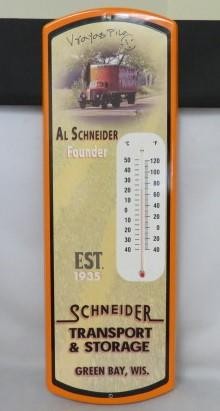 AL SCHNEIDER
Founder
°C °F
50 120
40 100
30 80
20 60
10 40
0 20
10 0
20 20
30 40
40
EST.
1935
SCHNEIDER
TRANSPORT
& STORAGE
GREEN BAY, WIS.